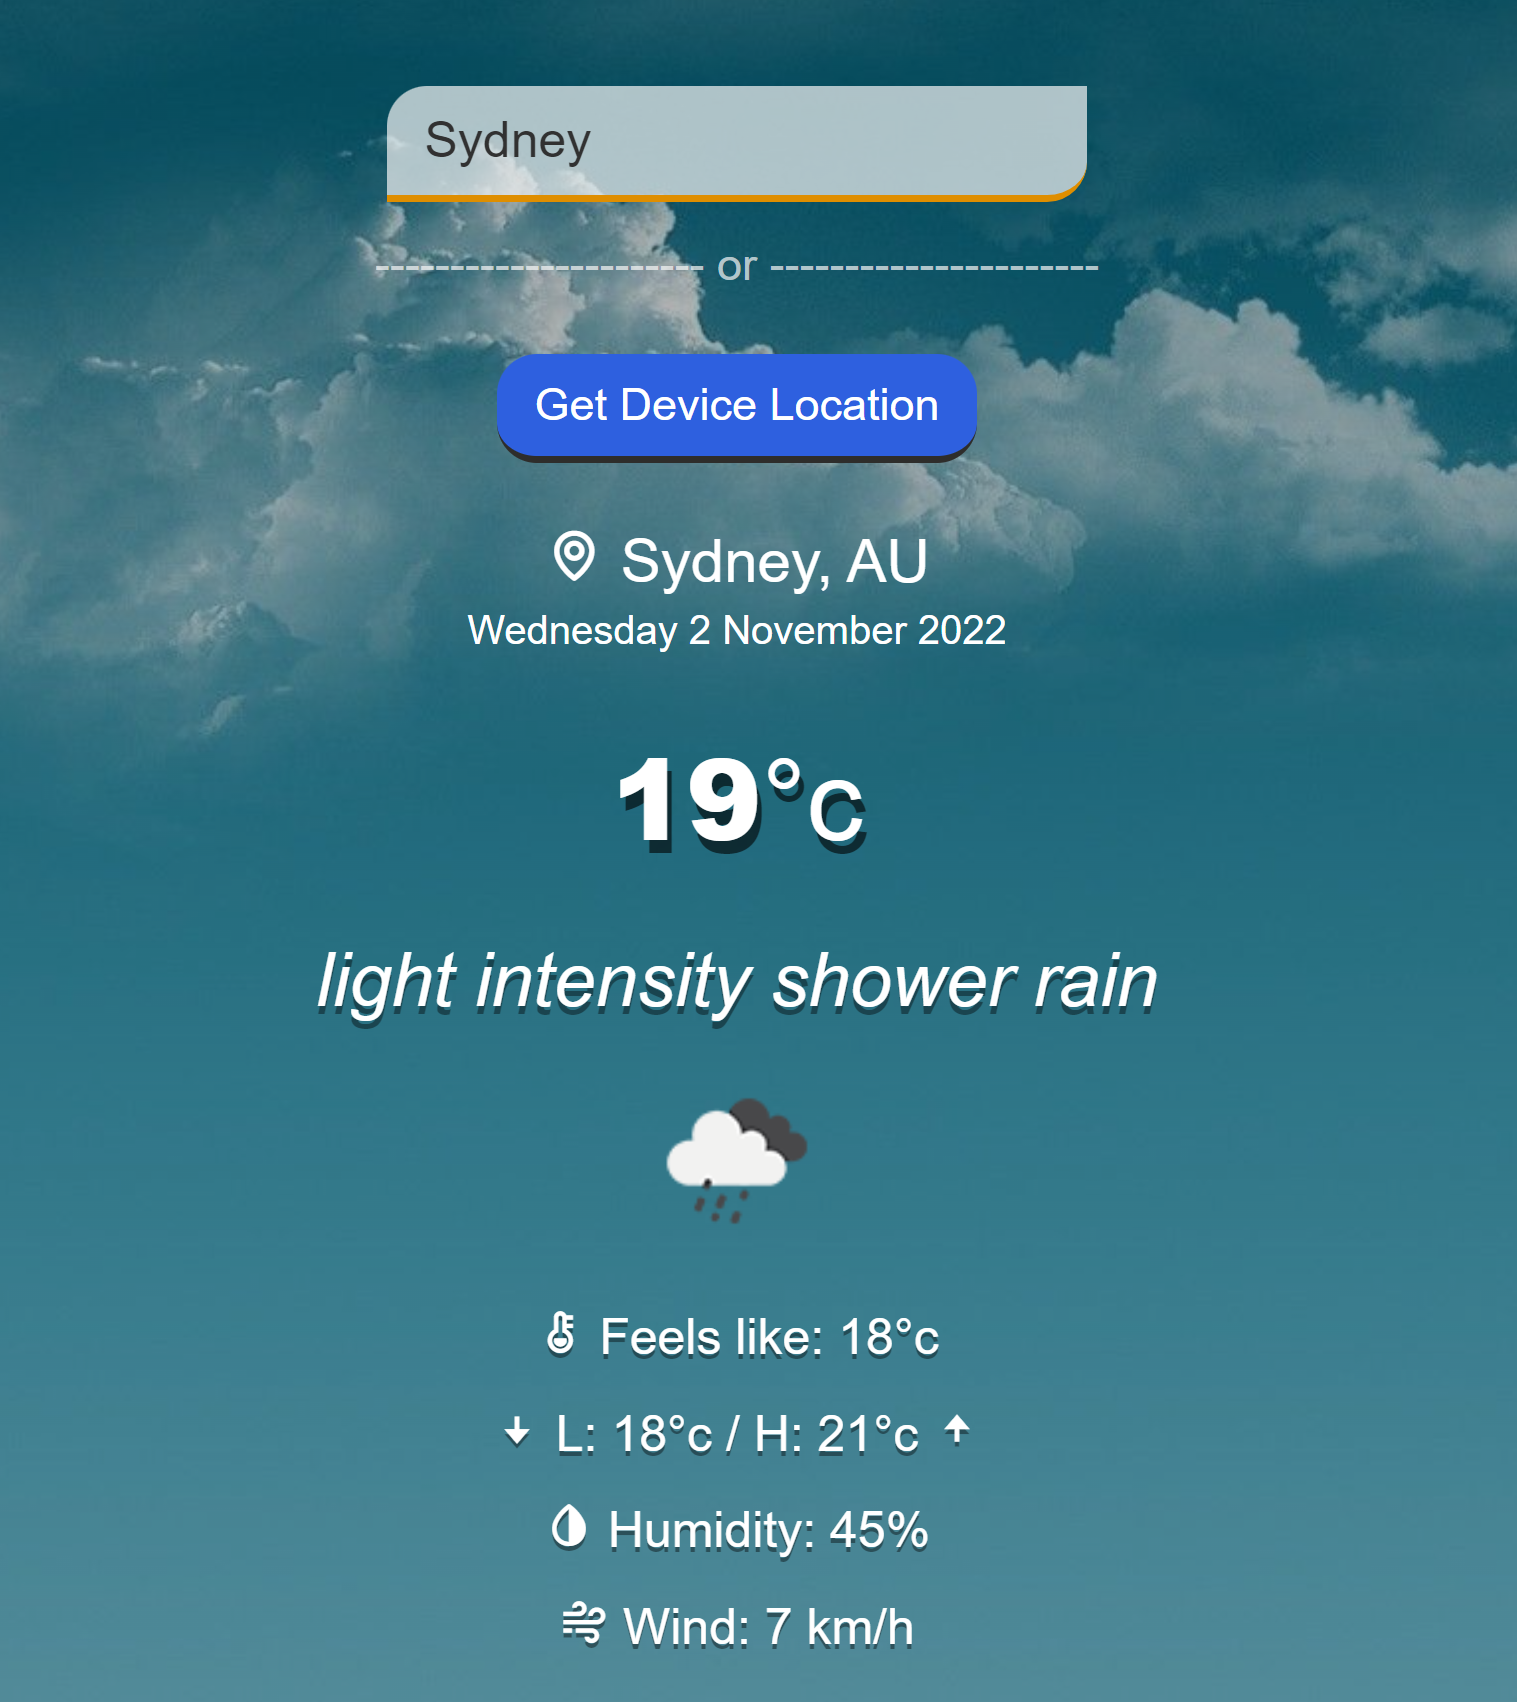 Sydney
---------------------- or ----------------------
Get Device Location
Sydney, AU
Wednesday 2 November 2022
19°c
light intensity shower rain
Feels like: 18°c
L: 18°c / H: 21°c
Humidity: 45%
Wind: 7 km/h